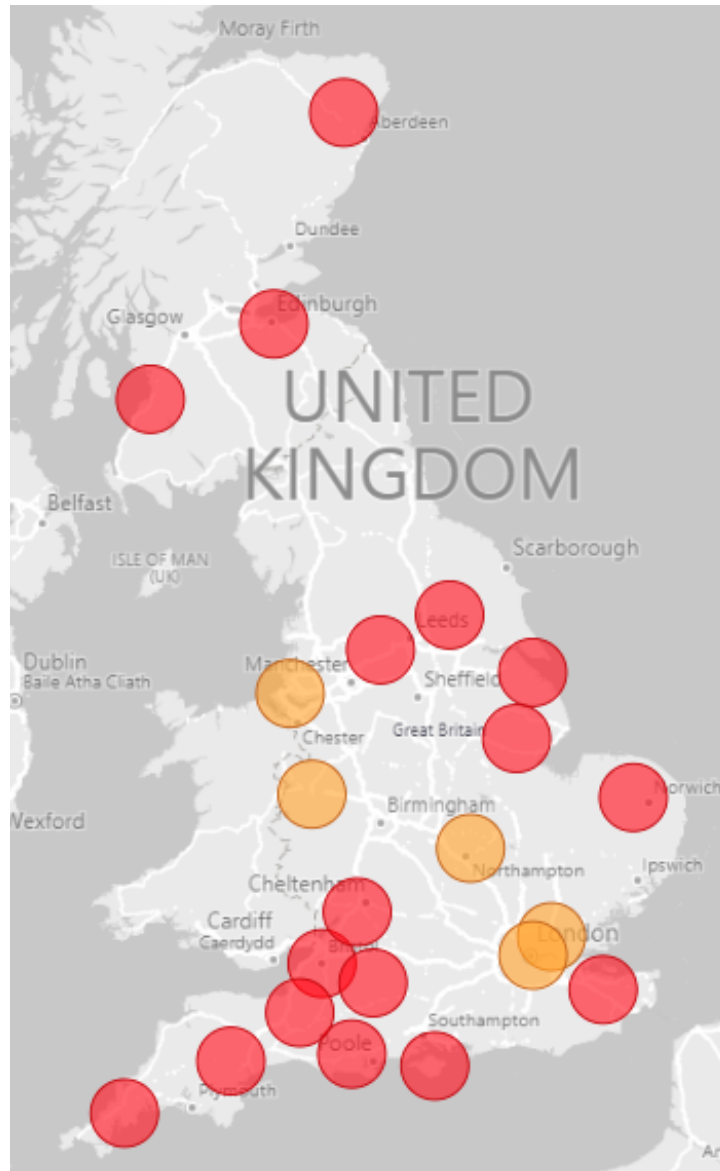 Moray Firth
Aberdeen
Dundee
Edinburgh
Glasgow
UNITED
KINGDOM
Belfast
ISLE OF MAN
(UK)
Scarborough
Leeds
Dublin
Baile Atha Cliath
Manchester
Sheffield
Great Britain
Chester
Norwich
Wexford
Birmingham
Northampton
Ipswich
Cheltenham
Cardiff
Caerdydd
Bristol
London
Southampton
Poole
Plymouth